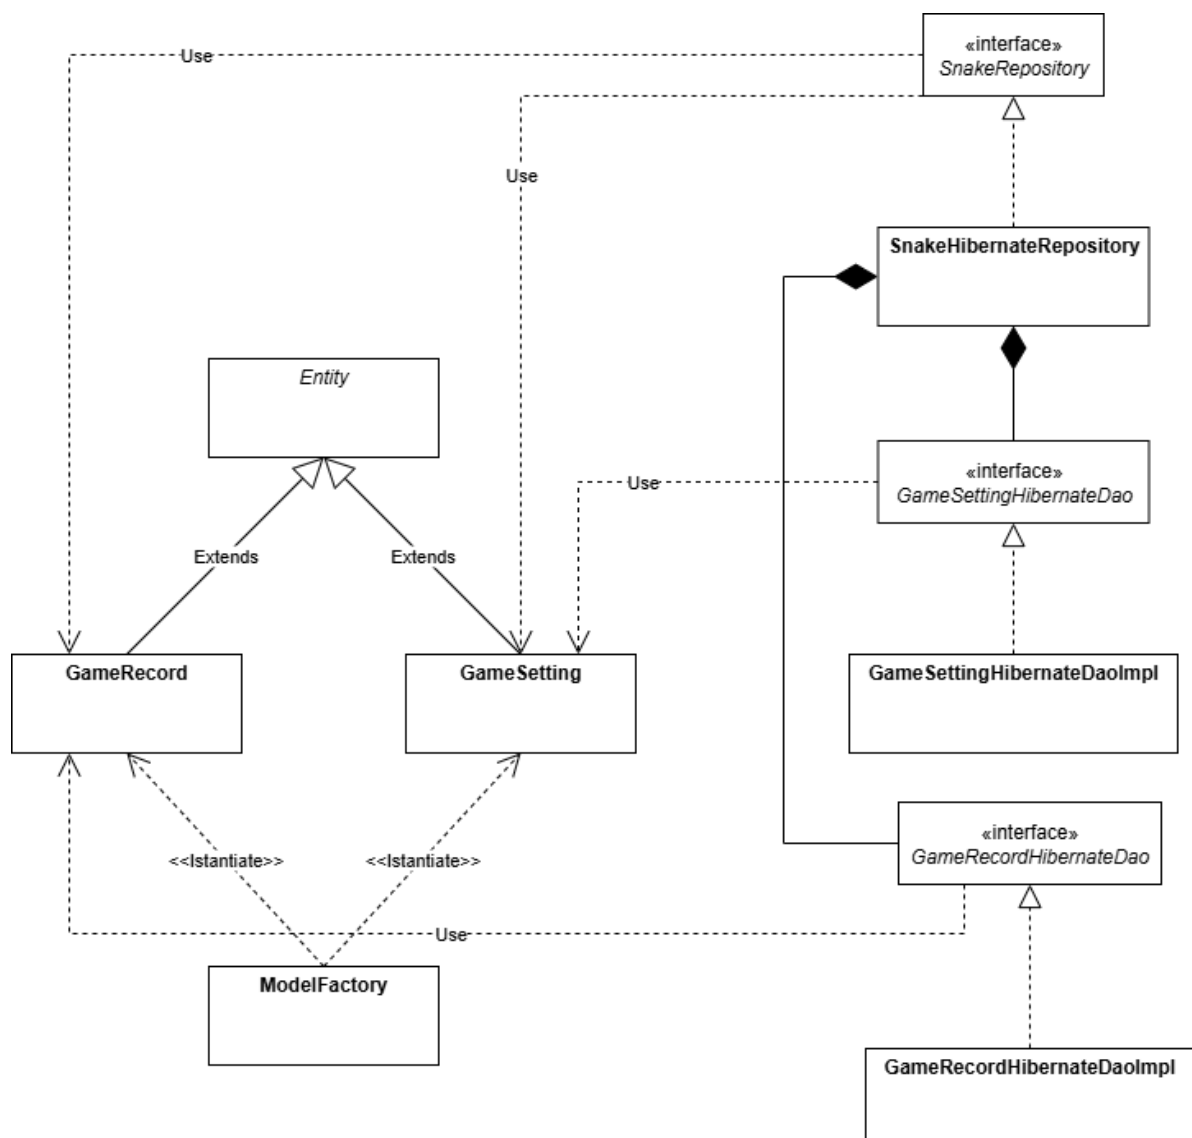 «interface»
SnakeRepository
Use
Use
SnakeHibernateRepository
Entity
«interface»
GameSettingHibernateDao
Use
Extends
Extends
GameRecord
GameSetting
GameSettingHibernateDaoImpl
«interface»
GameRecordHibernateDao
<<Istantiate>>
<<Istantiate>>
Use
ModelFactory
GameRecordHibernateDaoImpl